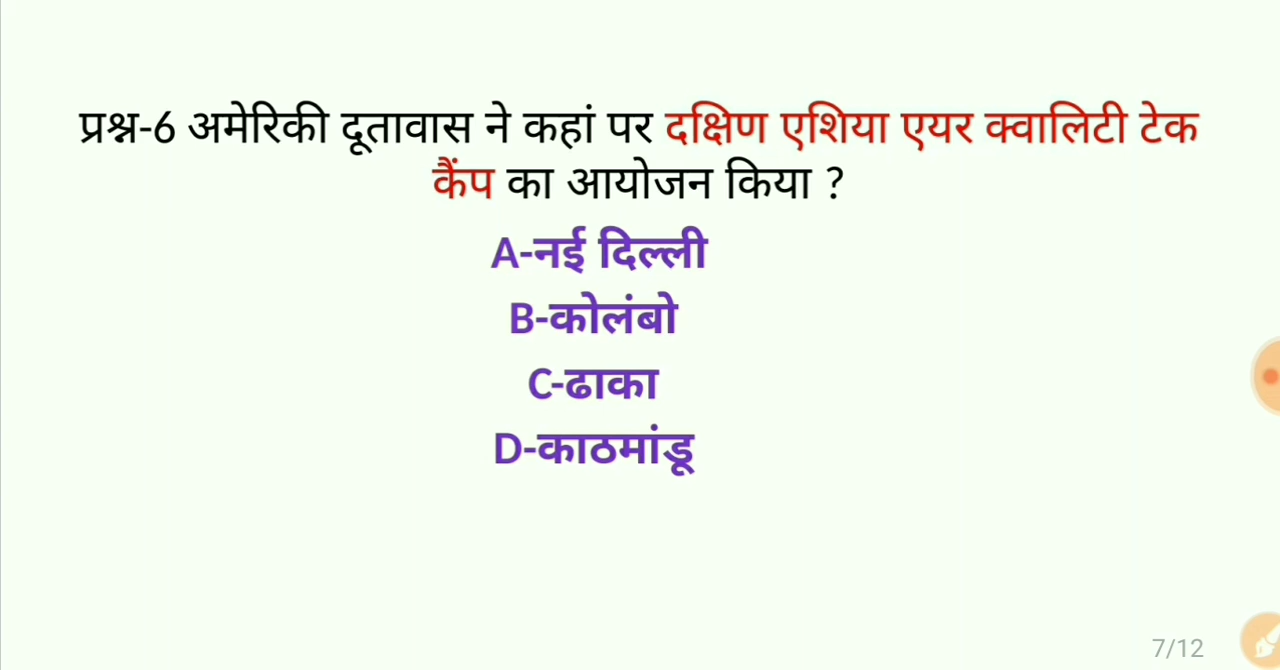 प्रश्न-6 अमेरिकी दूतावास ने कहां पर दक्षिण एशिया एयर क्वालिटी टेक
कैंप का आयोजन किया ?
A-नई दिल्ली
B-कोलंबो
C-ढाका
D-काठमांडू
7/12